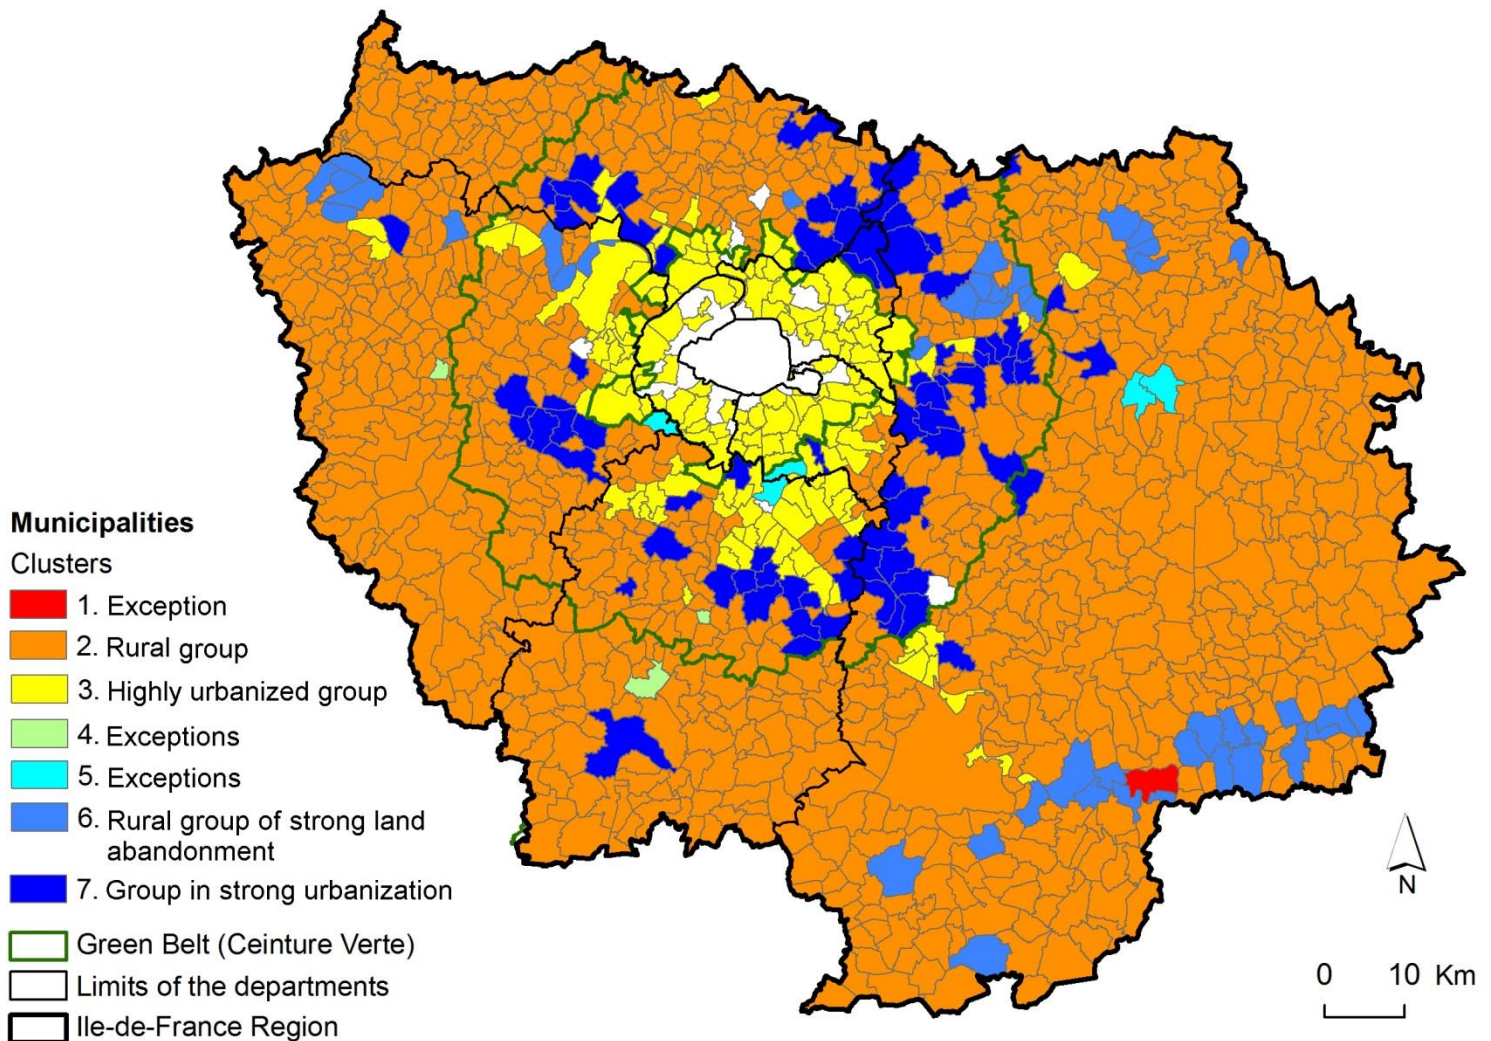 Municipalities
Clusters
1. Exception
2. Rural group
3. Highly urbanized group
4. Exceptions
5. Exceptions
6. Rural group of strong land
abandonment
7. Group in strong urbanization
Green Belt (Ceinture Verte)
Limits of the departments
Ile-de-France Region
N
0 10 Km